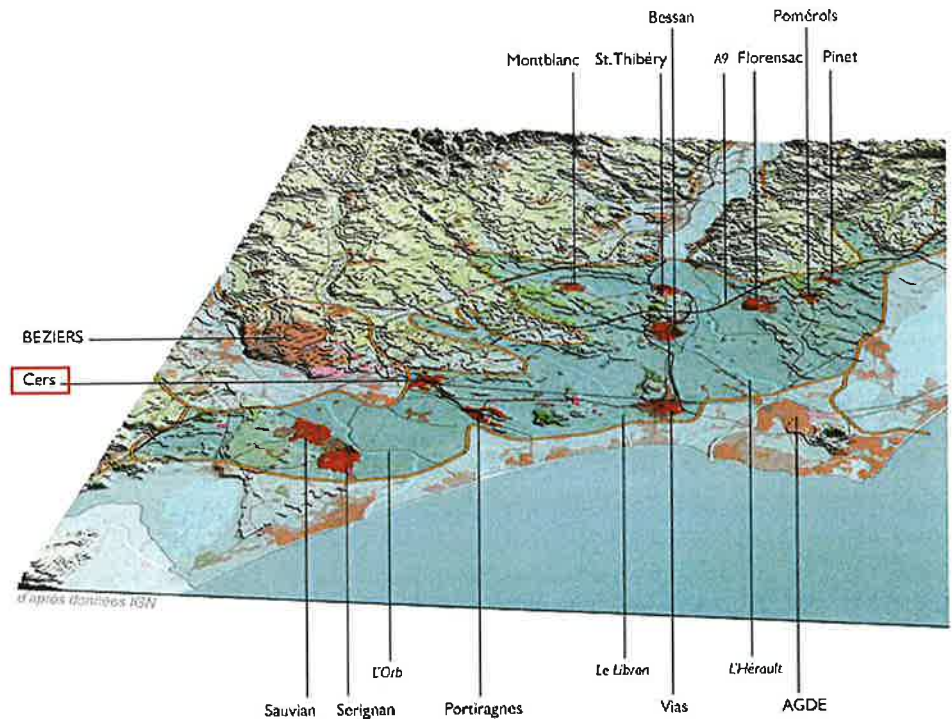 Bessan
Pomérols
Montblanc
St.Thibéry
A9
Florensac
Pinet
BEZIERS
Cers
d'après données IGN
L'Orb
Le Libron
L'Hérault
Sauvian
Serignan
Portiragnes
Vias
AGDE